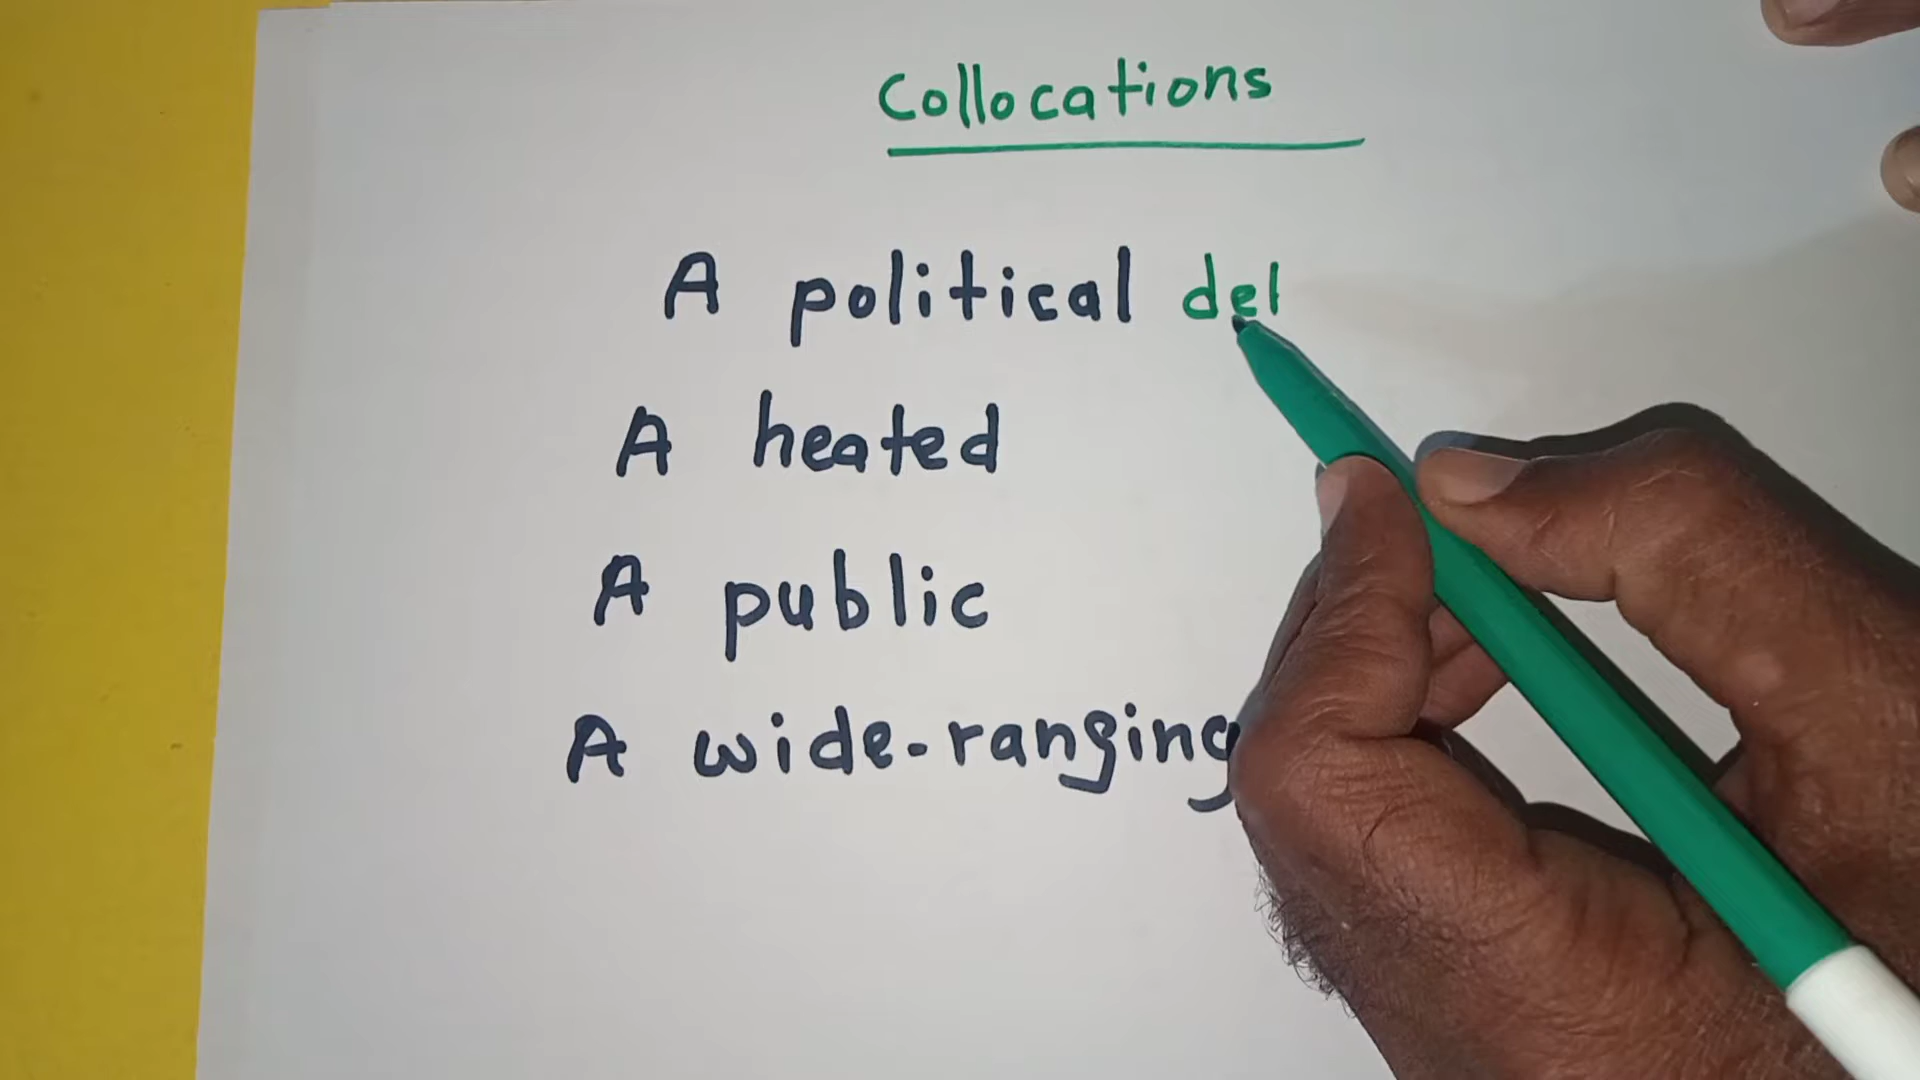 Collocations
A political del
A heated
A public
A wide-ranging